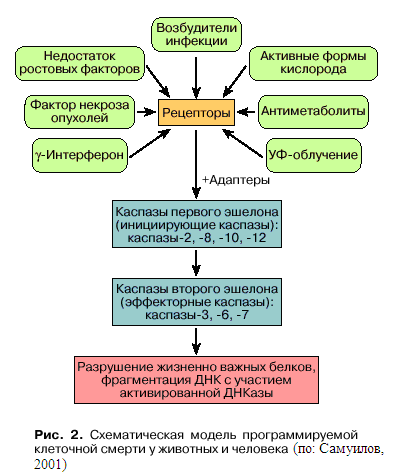 Возбудители
инфекции
Недостаток
ростовых факторов
Активные формы
кислорода
Фактор некроза
опухолей
Рецепторы
Антиметаболиты
γ-Интерферон
УФ-облучение
+Адаптеры
Каспазы первого эшелона
(инициирующие каспазы):
каспазы-2, -8, -10, -12
Каспазы второго эшелона
(эффекторные каспазы):
каспазы-3, -6, -7
Разрушение жизненно важных белков,
фрагментация ДНК с участием
активированной ДНКазы
Рис. 2. Схематическая модель программируемой
клеточной смерти у животных и человека (по: Самуилов,
2001)